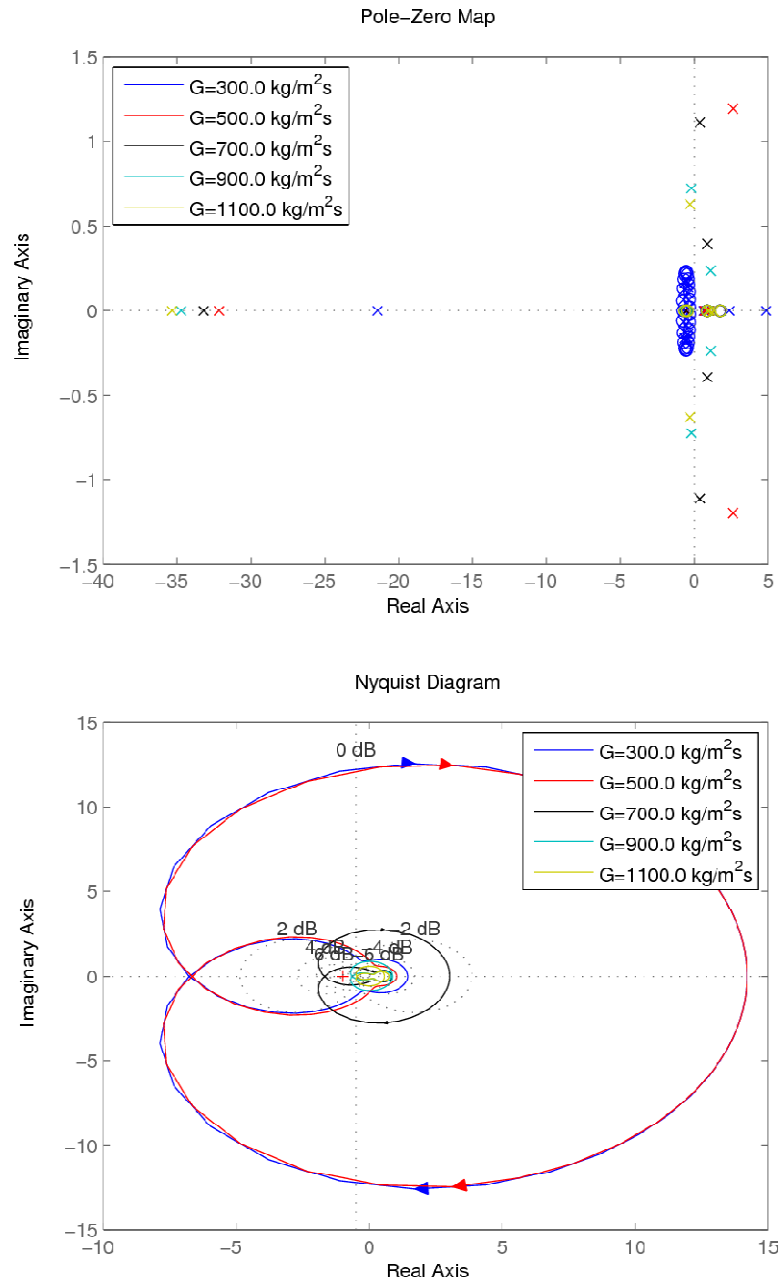 Pole−Zero Map
1.5
1
0.5
0
−0.5
−1
−1.5
Imaginary Axis
G=300.0 kg/m²s
G=500.0 kg/m²s
G=700.0 kg/m²s
G=900.0 kg/m²s
G=1100.0 kg/m²s
−40 −35 −30 −25 −20 −15 −10 −5 0 5
Real Axis
Nyquist Diagram
15
10
5
0
−5
−10
−15
Imaginary Axis
0 dB
G=300.0 kg/m²s
G=500.0 kg/m²s
G=700.0 kg/m²s
G=900.0 kg/m²s
G=1100.0 kg/m²s
2 dB −2 dB
4 dB −4 dB
6 dB −6 dB
−10 −5 0 5 10 15
Real Axis